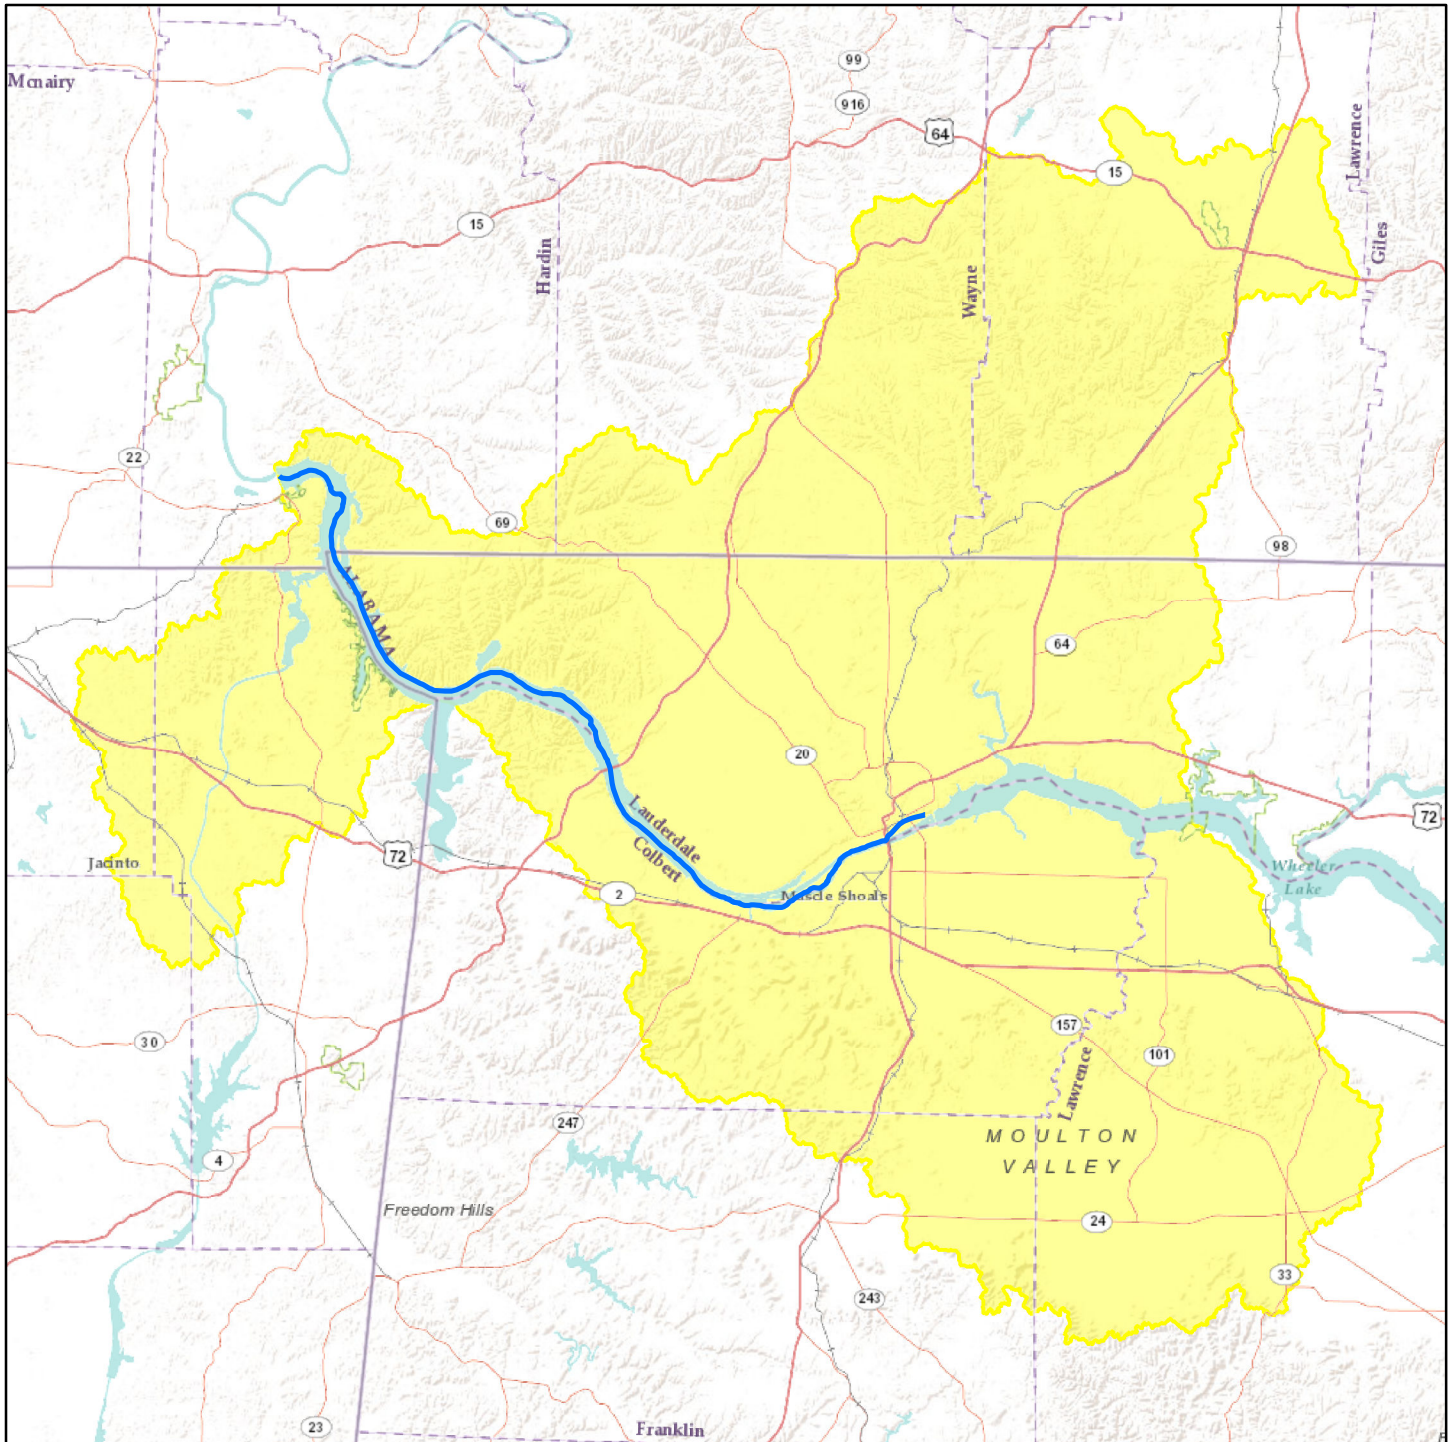 Mcnairy
99
916
64
Lawrence
15
15
Hardin
Giles
Wayne
22
69
98
ALABAMA
64
20
Lauderdale
Colbert
72
72
Jacinto
Wheeler
Lake
2
Muscle Shoals
157
30
101
Lawrence
247
MOULTON
VALLEY
4
Freedom Hills
24
33
243
23
Franklin